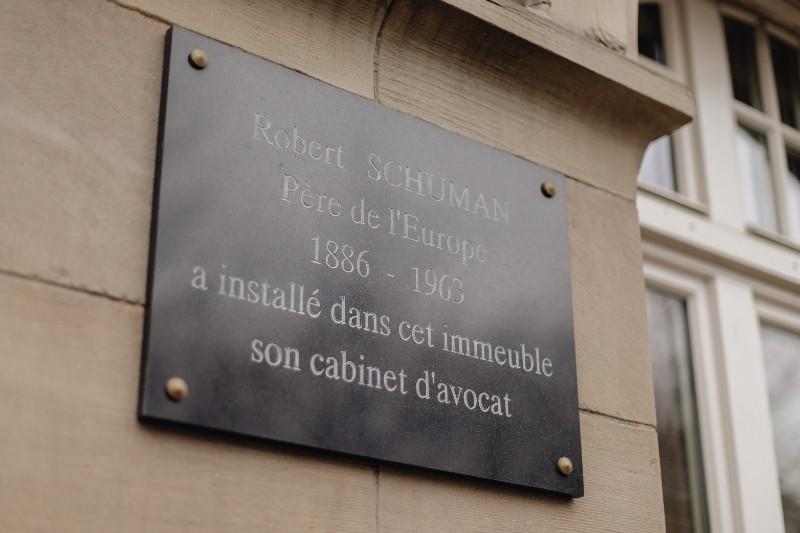 Robert SCHUMAN
Père de l'Europe
1886 - 1963
a installé dans cet immeuble
son cabinet d'avocat